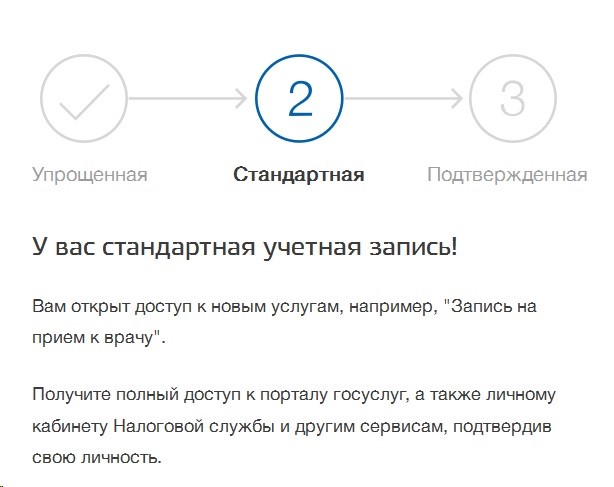 2
3
Упрощенная
Стандартная
Подтвержденная
У вас стандартная учетная запись!
Вам открыт доступ к новым услугам, например, "Запись на
прием к врачу".
Получите полный доступ к порталу госуслуг, а также личному
кабинету Налоговой службы и другим сервисам, подтвердив
свою личность.